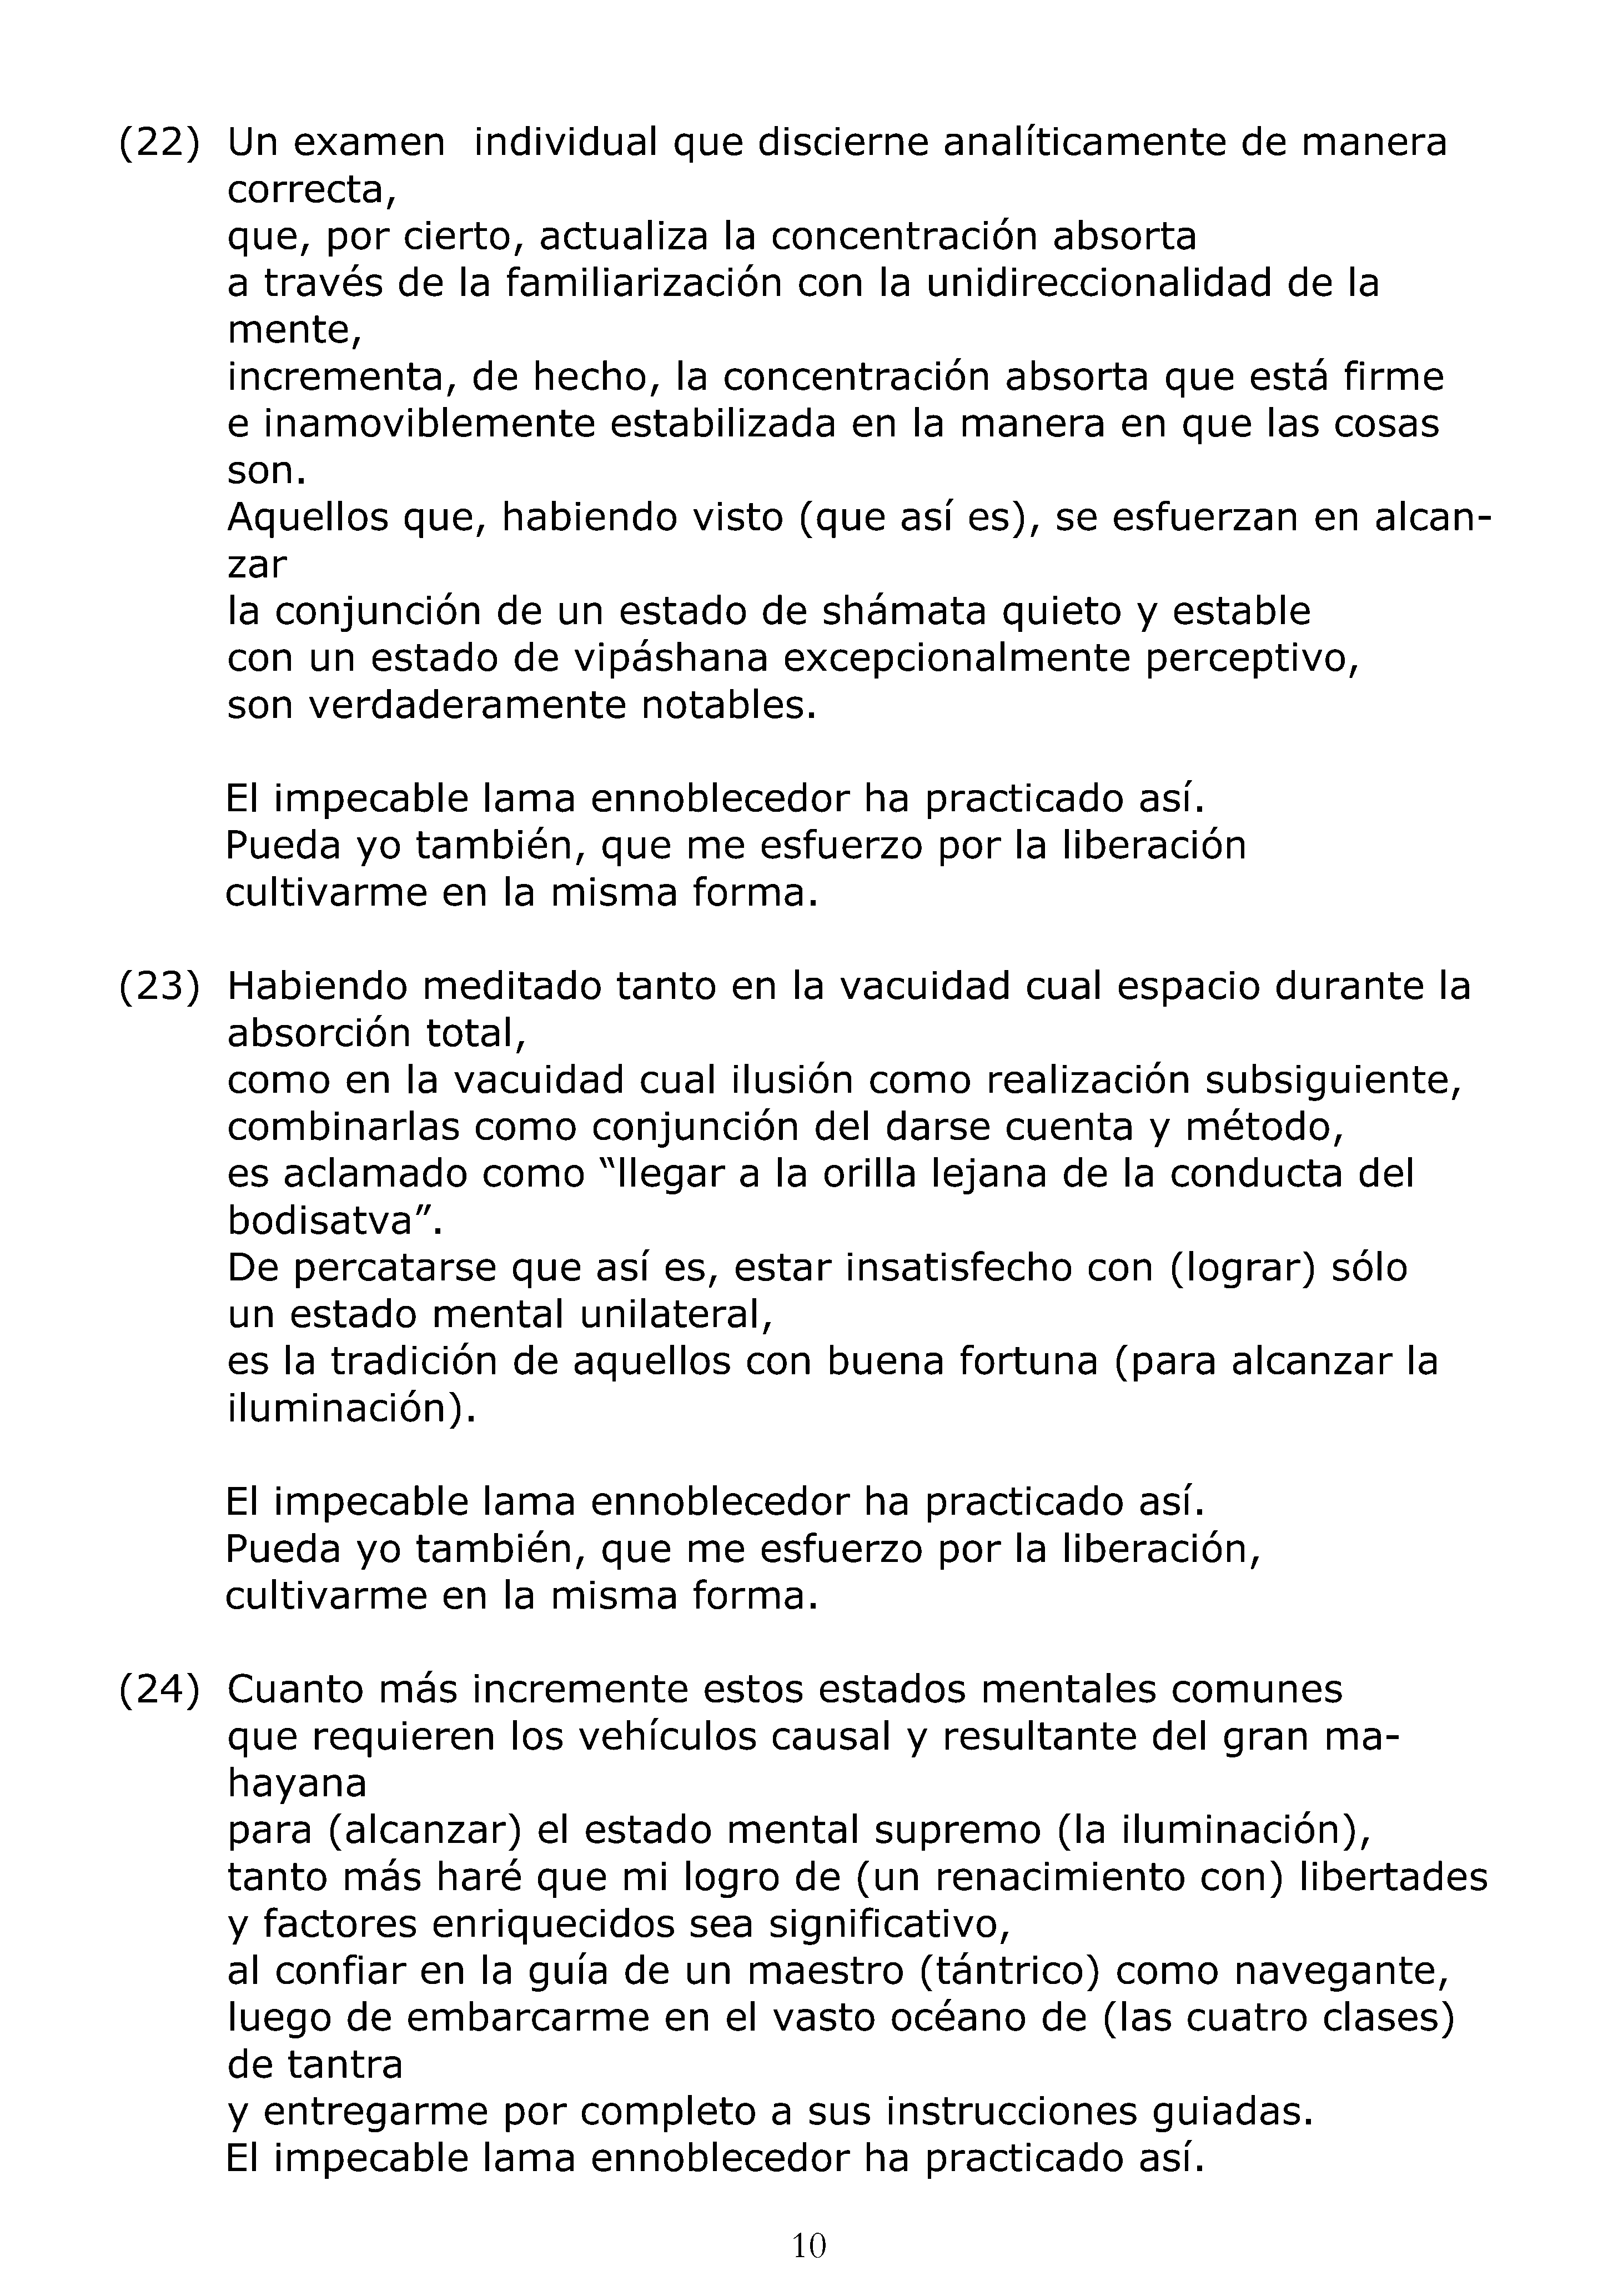 (22) Un examen individual que discierne analíticamente de manera
correcta,
que, por cierto, actualiza la concentración absorta
a través de la familiarización con la unidireccionalidad de la
mente,
incrementa, de hecho, la concentración absorta que está firme
e inamoviblemente estabilizada en la manera en que las cosas
son.
Aquellos que, habiendo visto (que así es), se esfuerzan en alcan-
zar
la conjunción de un estado de shámata quieto y estable
con un estado de vipáshana excepcionalmente perceptivo,
son verdaderamente notables.
El impecable lama ennoblecedor ha practicado así.
Pueda yo también, que me esfuerzo por la liberación
cultivarme en la misma forma.
(23) Habiendo meditado tanto en la vacuidad cual espacio durante la
absorción total,
como en la vacuidad cual ilusión como realización subsiguiente,
combinarlas como conjunción del darse cuenta y método,
es aclamado como “llegar a la orilla lejana de la conducta del
bodisatva”.
De percatarse que así es, estar insatisfecho con (lograr) sólo
un estado mental unilateral,
es la tradición de aquellos con buena fortuna (para alcanzar la
iluminación).
El impecable lama ennoblecedor ha practicado así.
Pueda yo también, que me esfuerzo por la liberación,
cultivarme en la misma forma.
(24) Cuanto más incremente estos estados mentales comunes
que requieren los vehículos causal y resultante del gran ma-
hayana
para (alcanzar) el estado mental supremo (la iluminación),
tanto más haré que mi logro de (un renacimiento con) libertades
y factores enriquecidos sea significativo,
al confiar en la guía de un maestro (tántrico) como navegante,
luego de embarcarme en el vasto océano de (las cuatro clases)
de tantra
y entregarme por completo a sus instrucciones guiadas.
El impecable lama ennoblecedor ha practicado así.
10